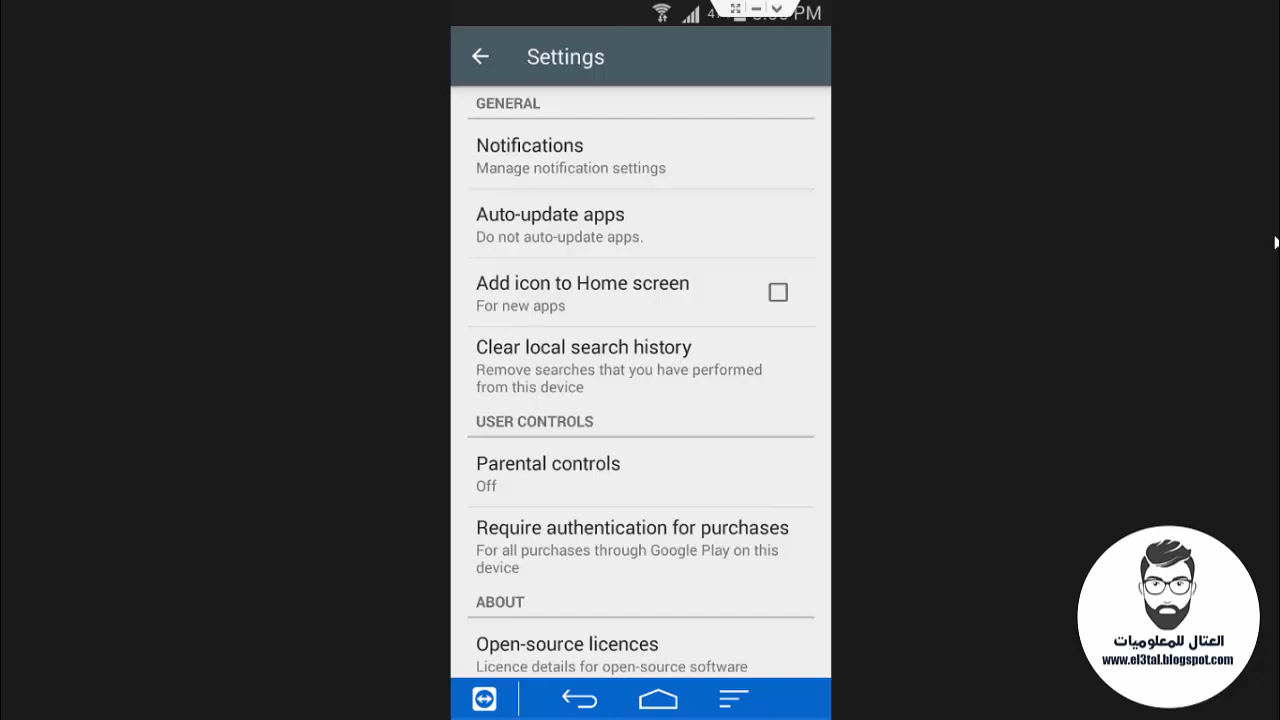 PM
Settings
GENERAL
Notifications
Manage notification settings
Auto-update apps
Do not auto-update apps.
Add icon to Home screen
For new apps
Clear local search history
Remove searches that you have performed
from this device
USER CONTROLS
Parental controls
Off
Require authentication for purchases
For all purchases through Google Play on this
device
ABOUT
Open-source licences
Licence details for open-source software
العتال للمعلوميات
www.el3tal.blogspot.com